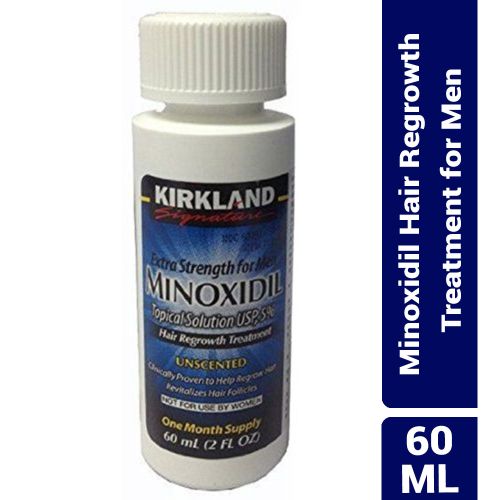 KIRKLAND
Signature
NDC
Extra Strength for Men
MINOXIDIL
Topical Solution USP, 5%
Hair Regrowth Treatment
UNSCENTED
Clinically Proven to Help Regrow Hair
Revitalizes Hair Follicles
NOT FOR USE BY WOMEN
One Month Supply
60 mL (2 FL OZ)
Minoxidil Hair Regrowth
Treatment for Men
60
ML